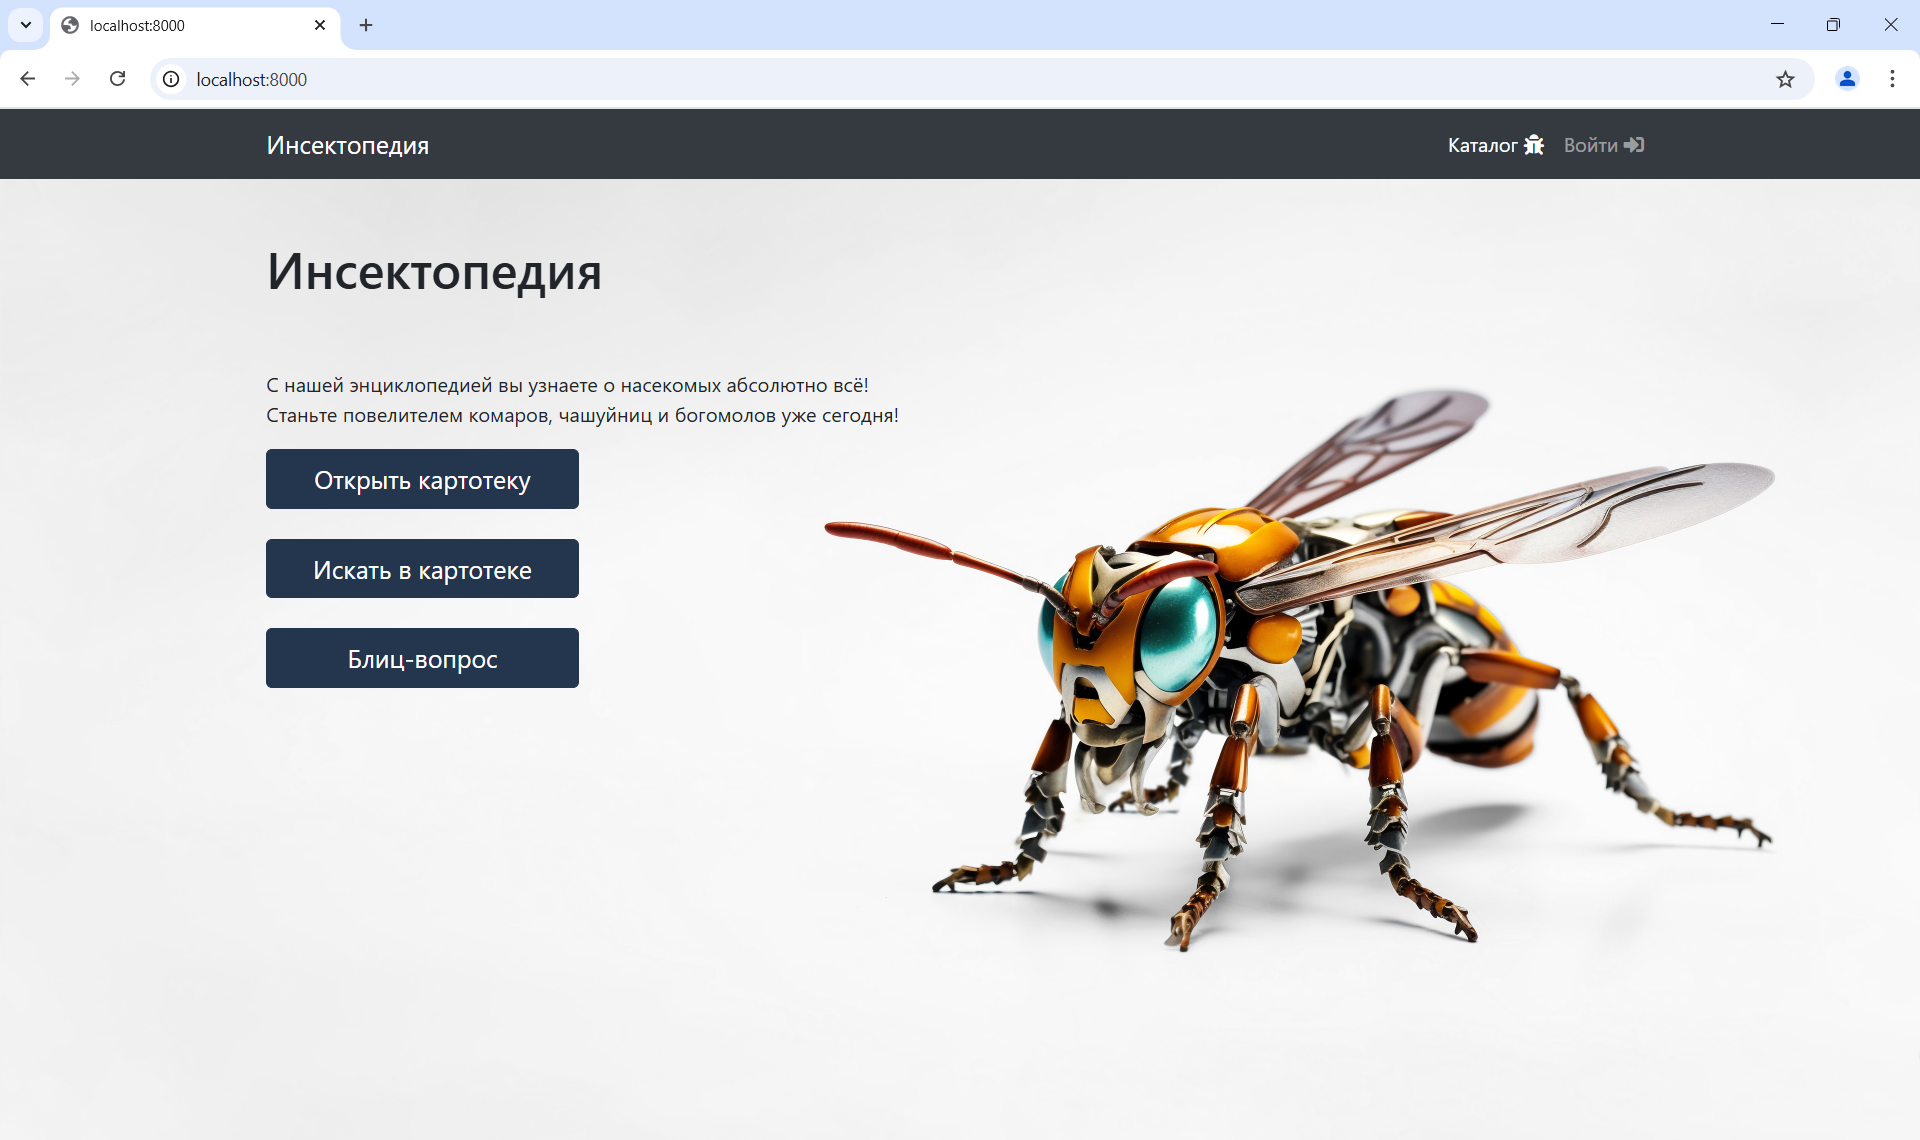 localhost:8000
localhost:8000
Инсектопедия
Каталог
Войти
Инсектопедия
С нашей энциклопедией вы узнаете о насекомых абсолютно всё!
Станьте повелителем комаров, чашуйниц и богомолов уже сегодня!
Открыть картотеку
Искать в картотеке
Блиц-вопрос